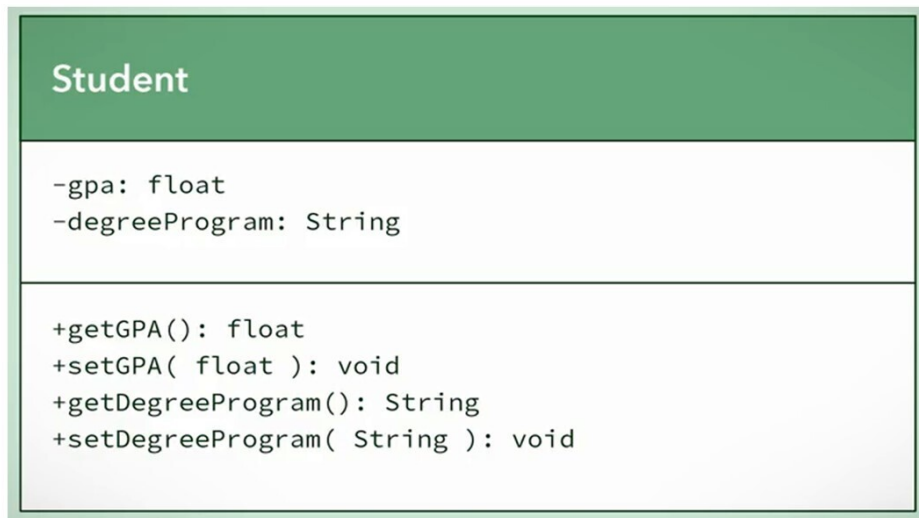 Student
-gpa: float
-degreeProgram: String
+getGPA(): float
+setGPA( float ): void
+getDegreeProgram(): String
+setDegreeProgram( String ): void